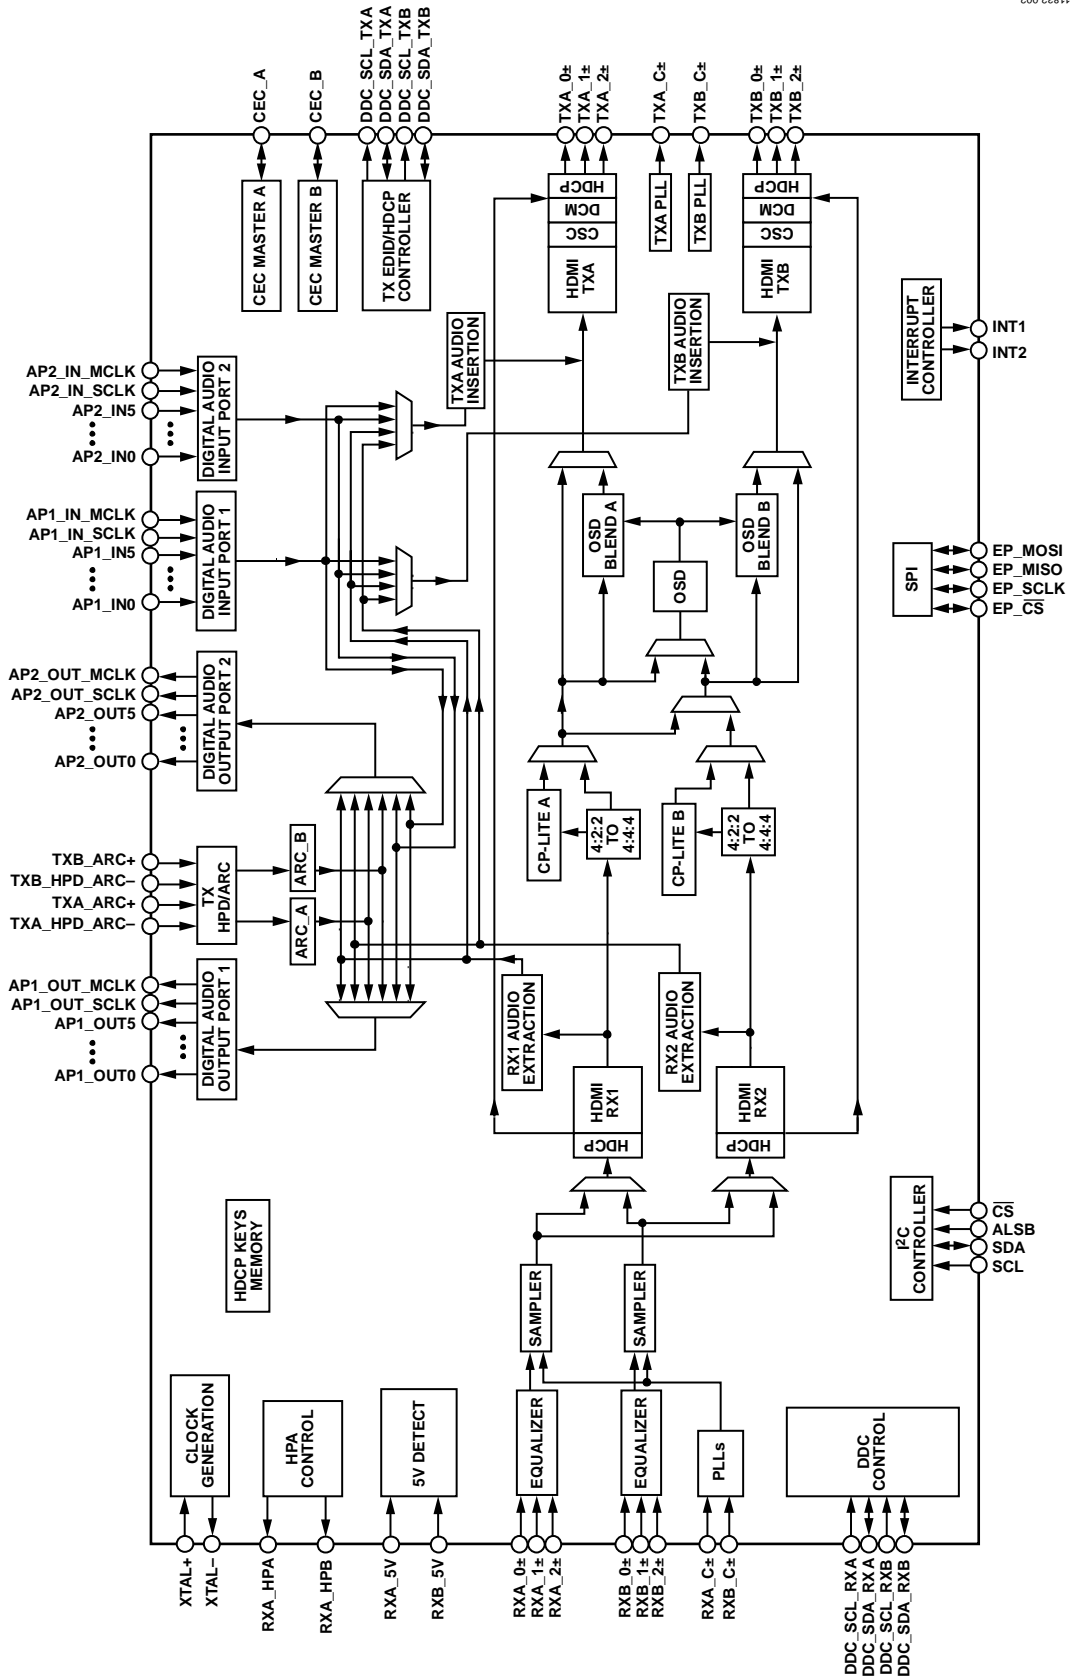 11822-002
CEC_A
CEC_B
DDC_SCL_TXA
DDC_SDA_TXA
DDC_SCL_TXB
DDC_SDA_TXB
TXA_0±
TXA_1±
TXA_2±
TXA_C±
TXB_C±
TXB_0±
TXB_1±
TXB_2±
CEC MASTER A
CEC MASTER B
TX EDID/HDCP
CONTROLLER
HDCP
DCM
CSC
HDMI
TXA
TXA PLL
TXB PLL
HDCP
DCM
CSC
HDMI
TXB
AP2_IN_MCLK
AP2_IN_SCLK
AP2_IN5
AP2_IN0
DIGITAL AUDIO
INPUT PORT 2
TXA AUDIO
INSERTION
TXB AUDIO
INSERTION
INTERRUPT
CONTROLLER
INT1
INT2
AP1_IN_MCLK
AP1_IN_SCLK
AP1_IN5
AP1_IN0
DIGITAL AUDIO
INPUT PORT 1
OSD
BLEND A
OSD
OSD
BLEND B
SPI
EP_MOSI
EP_MISO
EP_SCLK
EP_CS
AP2_OUT_MCLK
AP2_OUT_SCLK
AP2_OUT5
AP2_OUT0
DIGITAL AUDIO
OUTPUT PORT 2
CP-LITE A
4:2:2
TO
4:4:4
CP-LITE B
4:2:2
TO
4:4:4
TXB_ARC+
TXB_HPD_ARC–
TXA_ARC+
TXA_HPD_ARC–
TX
HPD/ARC
ARC_B
ARC_A
AP1_OUT_MCLK
AP1_OUT_SCLK
AP1_OUT5
AP1_OUT0
DIGITAL AUDIO
OUTPUT PORT 1
RX1 AUDIO
EXTRACTION
RX2 AUDIO
EXTRACTION
HDMI
RX1
HDCP
HDMI
RX2
HDCP
HDCP KEYS
MEMORY
I2C
CONTROLLER
CS
ALSB
SDA
SCL
SAMPLER
SAMPLER
CLOCK
GENERATION
HPA
CONTROL
5V DETECT
EQUALIZER
EQUALIZER
PLLs
DDC
CONTROL
XTAL+
XTAL–
RXA_HPA
RXA_HPB
RXA_5V
RXB_5V
RXA_0±
RXA_1±
RXA_2±
RXB_0±
RXB_1±
RXB_2±
RXA_C±
RXB_C±
DDC_SCL_RXA
DDC_SDA_RXA
DDC_SCL_RXB
DDC_SDA_RXB